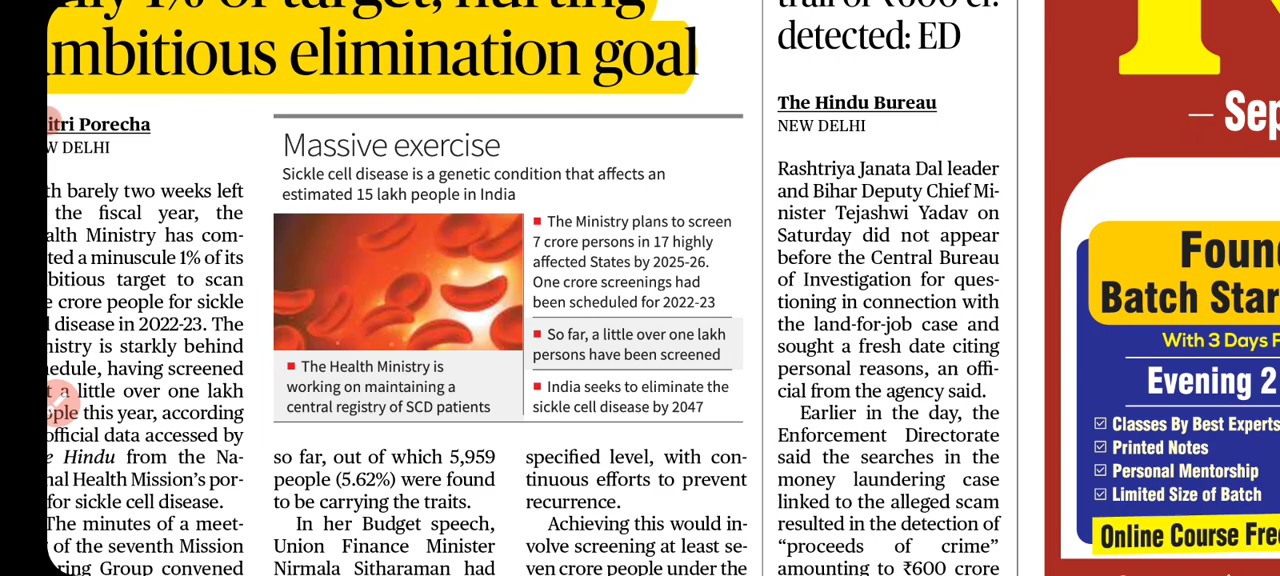 of target,
ambitious elimination goal
Porecha
DELHI
barely two weeks left
the fiscal year, the
Ministry has com-
a minuscule 1% of its
target to scan
crore people for sickle
disease in 2022-23. The
is starkly behind
having screened
a little over one lakh
this year, according
official data accessed by
Hindu from the Na-
Health Mission's por-
for sickle cell disease.
The minutes of a meet-
of the seventh Mission
Group convened
Massive exercise
Sickle cell disease is a genetic condition that affects an
estimated 15 lakh people in India
The Health Ministry is
working on maintaining a
central registry of SCD patients
The Ministry plans to screen
7 crore persons in 17 highly
affected States by 2025-26.
One crore screenings had
been scheduled for 2022-23
So far, a little over one lakh
persons have been screened
India seeks to eliminate the
sickle cell disease by 2047
so far, out of which 5,959
people (5.62%) were found
to be carrying the traits.
In her Budget speech,
Union Finance Minister
Nirmala Sitharaman had
specified level, with con-
tinuous efforts to prevent
recurrence.
Achieving this would in-
volve screening at least se-
ven crore people under the
trail of ₹600 cr.
detected: ED
The Hindu Bureau
NEW DELHI
Rashtriya Janata Dal leader
and Bihar Deputy Chief Mi-
nister Tejashwi Yadav on
Saturday did not appear
before the Central Bureau
of Investigation for ques-
tioning in connection with
the land-for-job case and
sought a fresh date citing
personal reasons, an offi-
cial from the agency said.
Earlier in the day, the
Enforcement Directorate
said the searches in the
money laundering case
linked to the alleged scam
resulted in the detection of
“proceeds of crime”
amounting to ₹600 crore
— Sep
Foun
Batch Star
With 3 Days F
Evening 2
Classes By Best Experts
Printed Notes
Personal Mentorship
Limited Size of Batch
Online Course Free